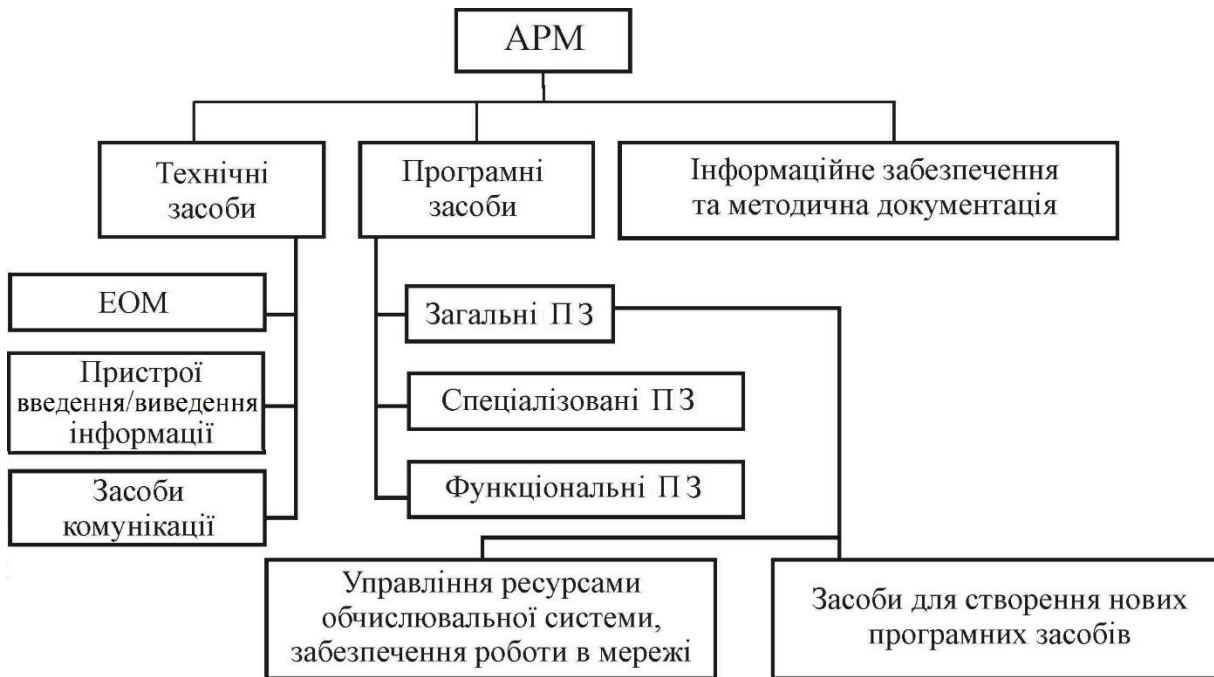 АРМ
Технічні
засоби
Програмні
засоби
Інформаційне забезпечення
та методична документація
ЕОМ
Пристрої
введення/виведення
інформації
Засоби
комунікації
Загальні ПЗ
Спеціалізовані ПЗ
Функціональні ПЗ
Управління ресурсами
обчислювальної системи,
забезпечення роботи в мережі
Засоби для створення нових
програмних засобів